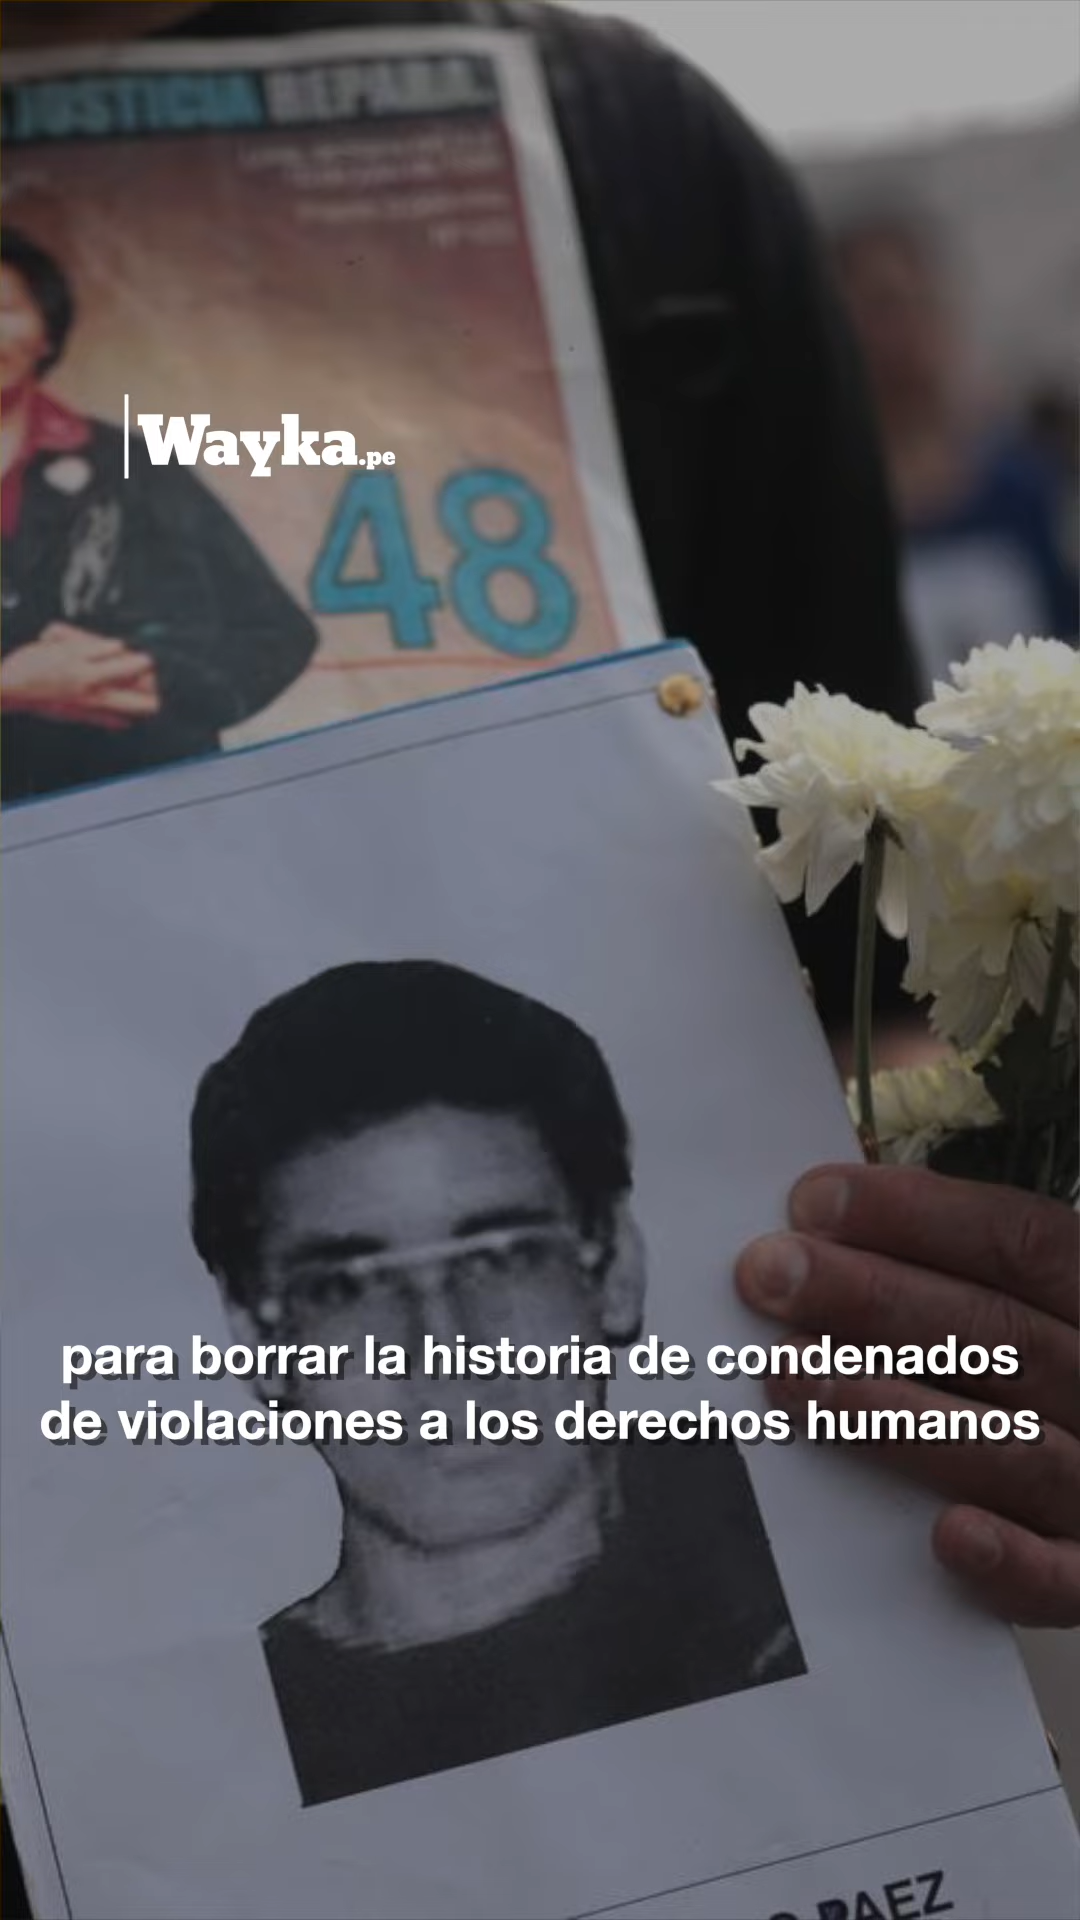 JUSTICIA REPARA.
Wayka.pe
48
para borrar la historia de condenados
de violaciones a los derechos humanos
PAEZ